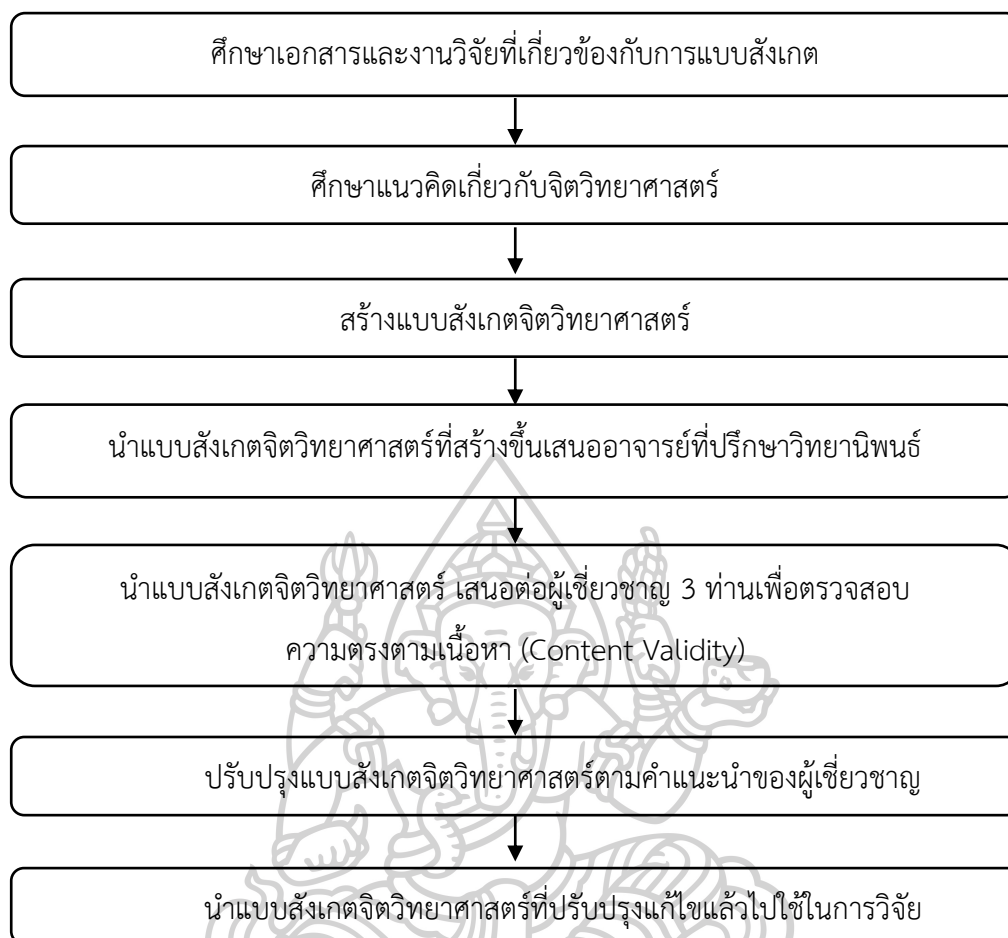 ศึกษาเอกสารและงานวิจัยที่เกี่ยวข้องกับการแบบสังเกต
ศึกษาแนวคิดเกี่ยวกับจิตวิทยาศาสตร์
สร้างแบบสังเกตจิตวิทยาศาสตร์
นำแบบสังเกตจิตวิทยาศาสตร์ที่สร้างขึ้นเสนออาจารย์ที่ปรึกษาวิทยานิพนธ์
นำแบบสังเกตจิตวิทยาศาสตร์ เสนอต่อผู้เชี่ยวชาญ 3 ท่านเพื่อตรวจสอบ
ความตรงตามเนื้อหา (Content Validity)
ปรับปรุงแบบสังเกตจิตวิทยาศาสตร์ตามคำแนะนำของผู้เชี่ยวชาญ
นำแบบสังเกตจิตวิทยาศาสตร์ที่ปรับปรุงแก้ไขแล้วไปใช้ในการวิจัย